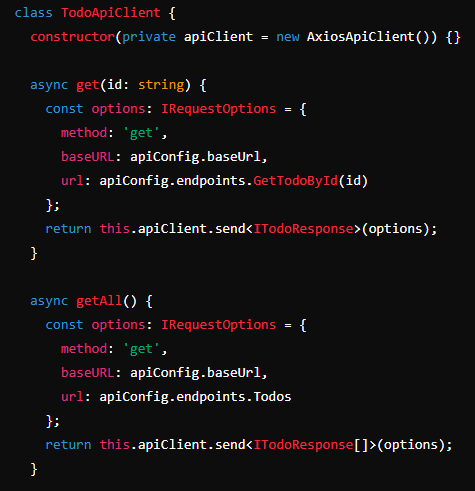 class TodoApiClient {
  constructor(private apiClient = new AxiosApiClient()) {}

  async get(id: string) {
    const options: IRequestOptions = {
      method: 'get',
      baseURL: apiConfig.baseUrl,
      url: apiConfig.endpoints.GetTodoById(id)
    };
    return this.apiClient.send<ITodoResponse>(options);
  }

  async getAll() {
    const options: IRequestOptions = {
      method: 'get',
      baseURL: apiConfig.baseUrl,
      url: apiConfig.endpoints.Todos
    };
    return this.apiClient.send<ITodoResponse[]>(options);
  }